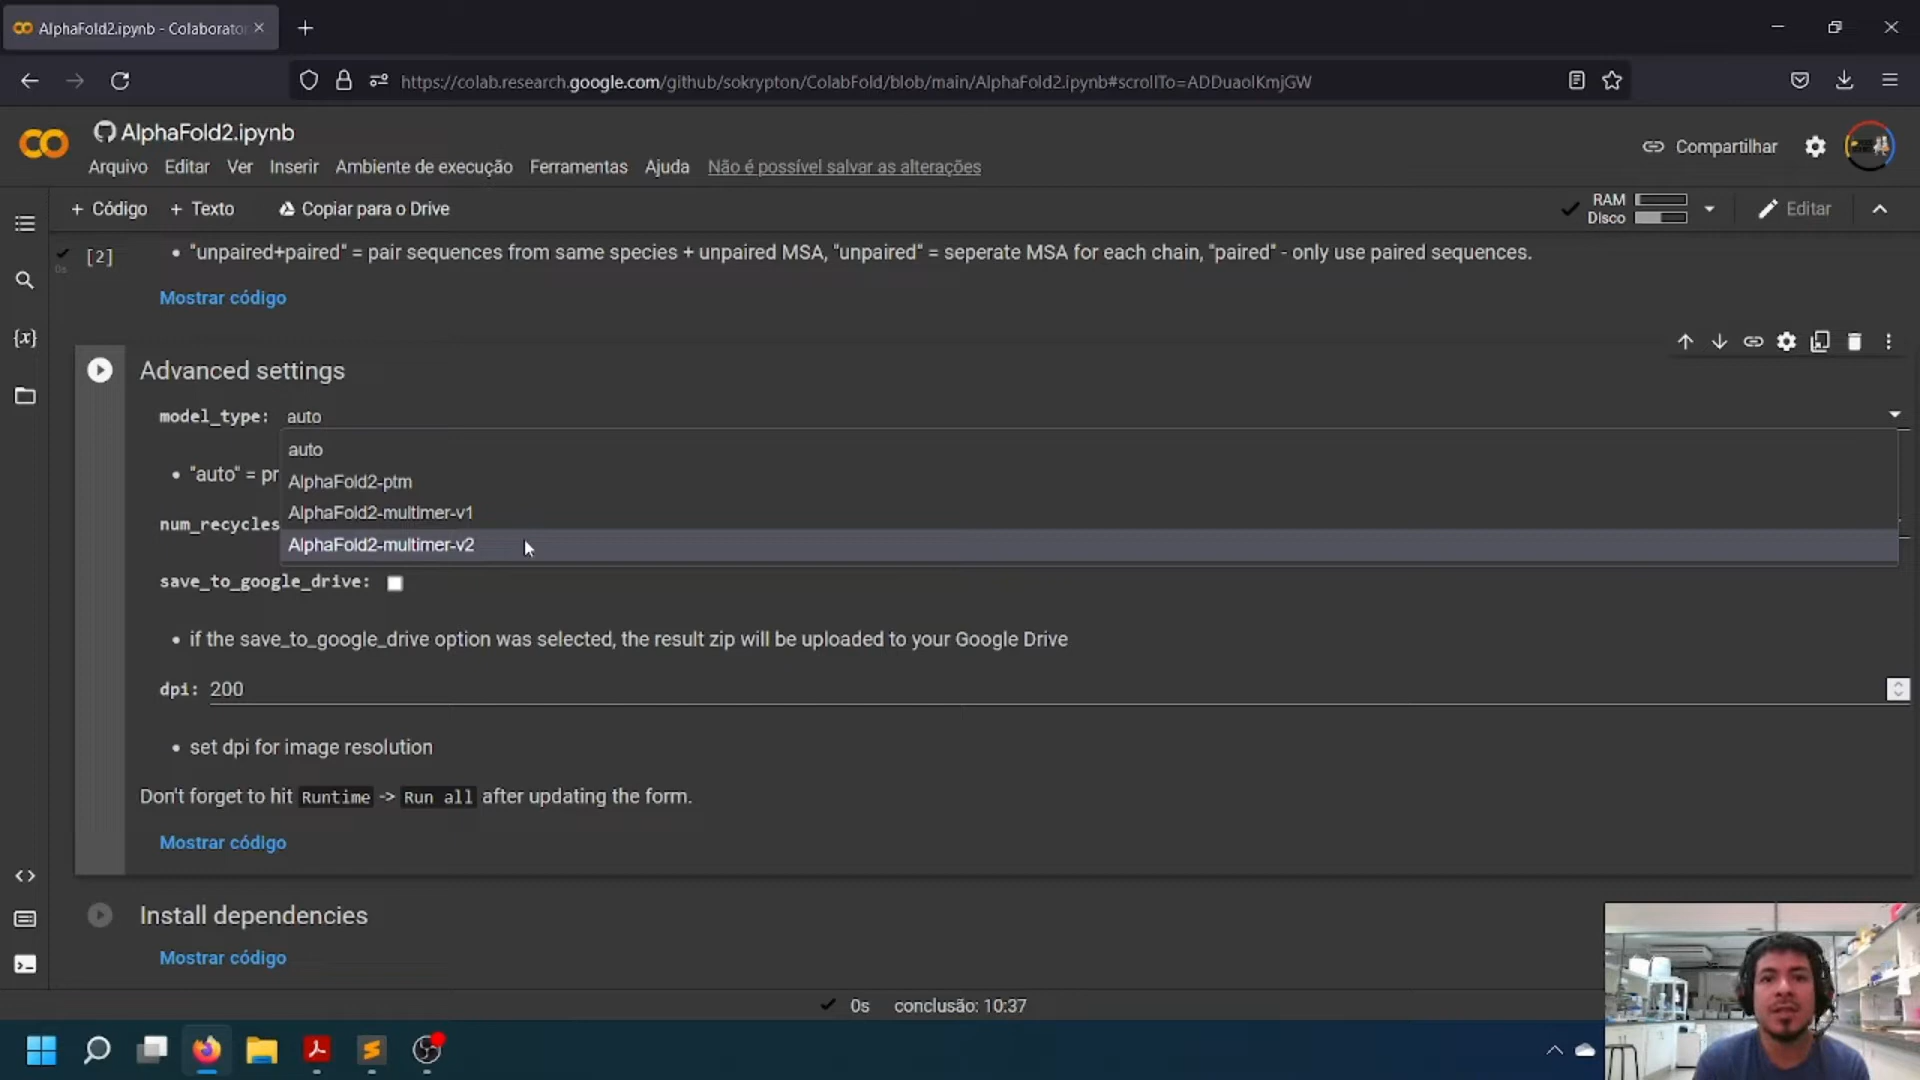 AlphaFold2.ipynb - Colaborato
https://colab.research.google.com/github/sokrypton/ColabFold/blob/main/AlphaFold2.ipynb#scrollTo=ADDuaoIKmjGW
AlphaFold2.ipynb
Compartilhar
Arquivo Editar Ver Inserir Ambiente de execução Ferramentas Ajuda Não é possível salvar as alterações
+ Código + Texto Copiar para o Drive
RAM
Disco
Editar
[2]
0s
• "unpaired+paired" = pair sequences from same species + unpaired MSA, "unpaired" = seperate MSA for each chain, "paired" - only use paired sequences.
Mostrar código
{x}
Advanced settings
model_type: auto
auto
• "auto" = pr
AlphaFold2-ptm
AlphaFold2-multimer-v1
num_recycles
AlphaFold2-multimer-v2
save_to_google_drive:
• if the save_to_google_drive option was selected, the result zip will be uploaded to your Google Drive
dpi: 200
• set dpi for image resolution
Don't forget to hit Runtime -> Run all after updating the form.
Mostrar código
Install dependencies
Mostrar código
0s conclusão: 10:37